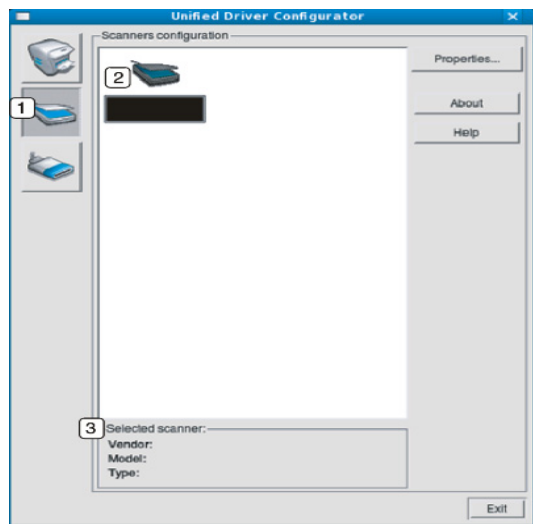 Unified Driver Configurator
Scanners configuration
Properties...
2
1
About
Help
3
Selected scanner:
Vendor:
Model:
Type:
Exit